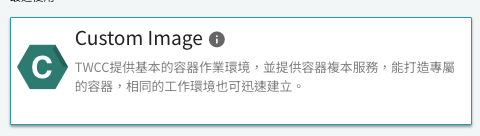 Custom Image
C
TWCC提供基本的容器作業環境，並提供容器複本服務，能打造專屬
的容器，相同的工作環境也可迅速建立。